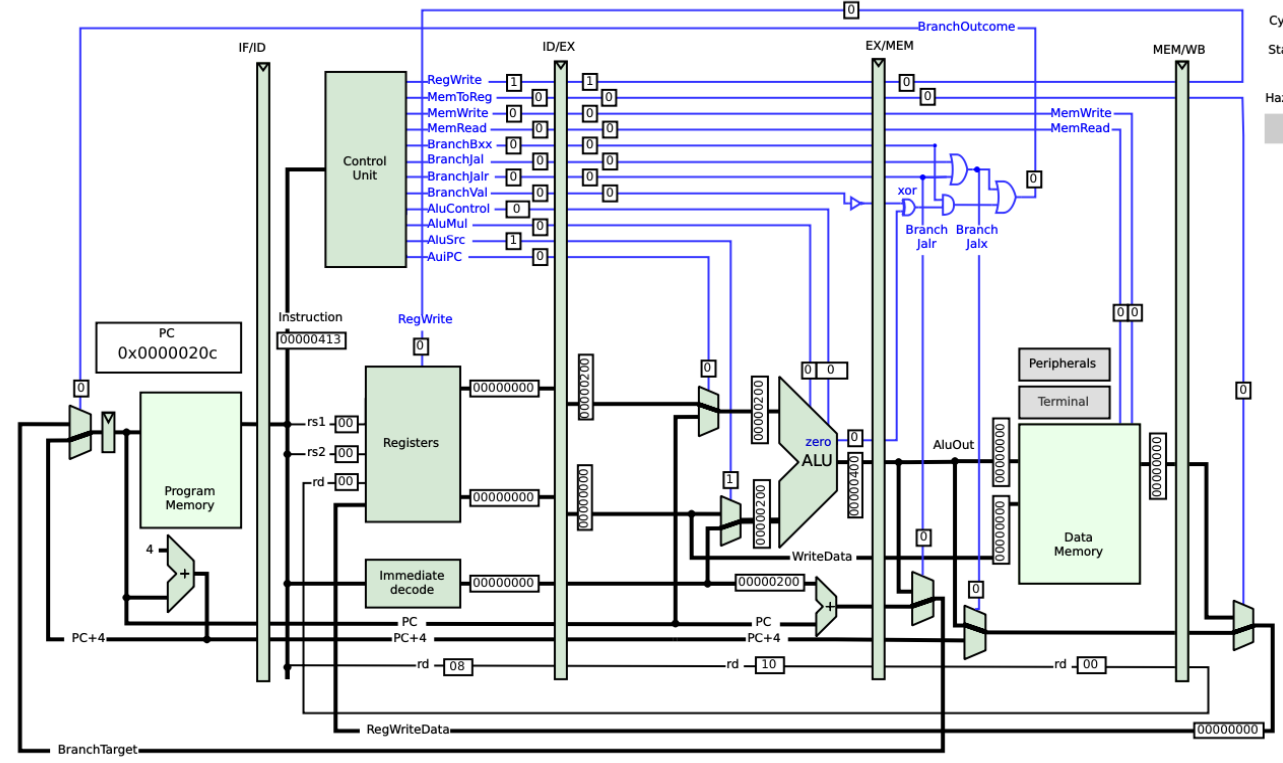 0
Cy
BranchOutcome
IF/ID
ID/EX
EX/MEM
MEM/WB
Sta
RegWrite 1 1 0
MemToReg 0 0 0
Haz
MemWrite 0 0 MemWrite
MemRead 0 0 MemRead
BranchBxx 0 0
BranchJal 0 0
BranchJalr 0 0
BranchVal 0 0
0
xor
AluControl 0
AluMul 0
AluSrc 1
AuiPC 0
Control
Unit
Branch
Jalr
Branch
Jalx
Instruction
00000413
RegWrite
0
0 0
PC
0x0000020c
0
0
0 0
Peripherals
Terminal
0
00000000
00000200
00000200
rs1 00
rs2 00
rd 00
Registers
zero 0
ALU
AluOut
00000000
00000000
00000400
1
00000000
00000000
00000200
00000000
Program
Memory
0
Data
Memory
WriteData
4
+
Immediate
decode
00000000
00000200
0
+
PC
PC
PC+4
PC+4
PC+4
rd 08
rd 10
rd 00
RegWriteData
00000000
BranchTarget